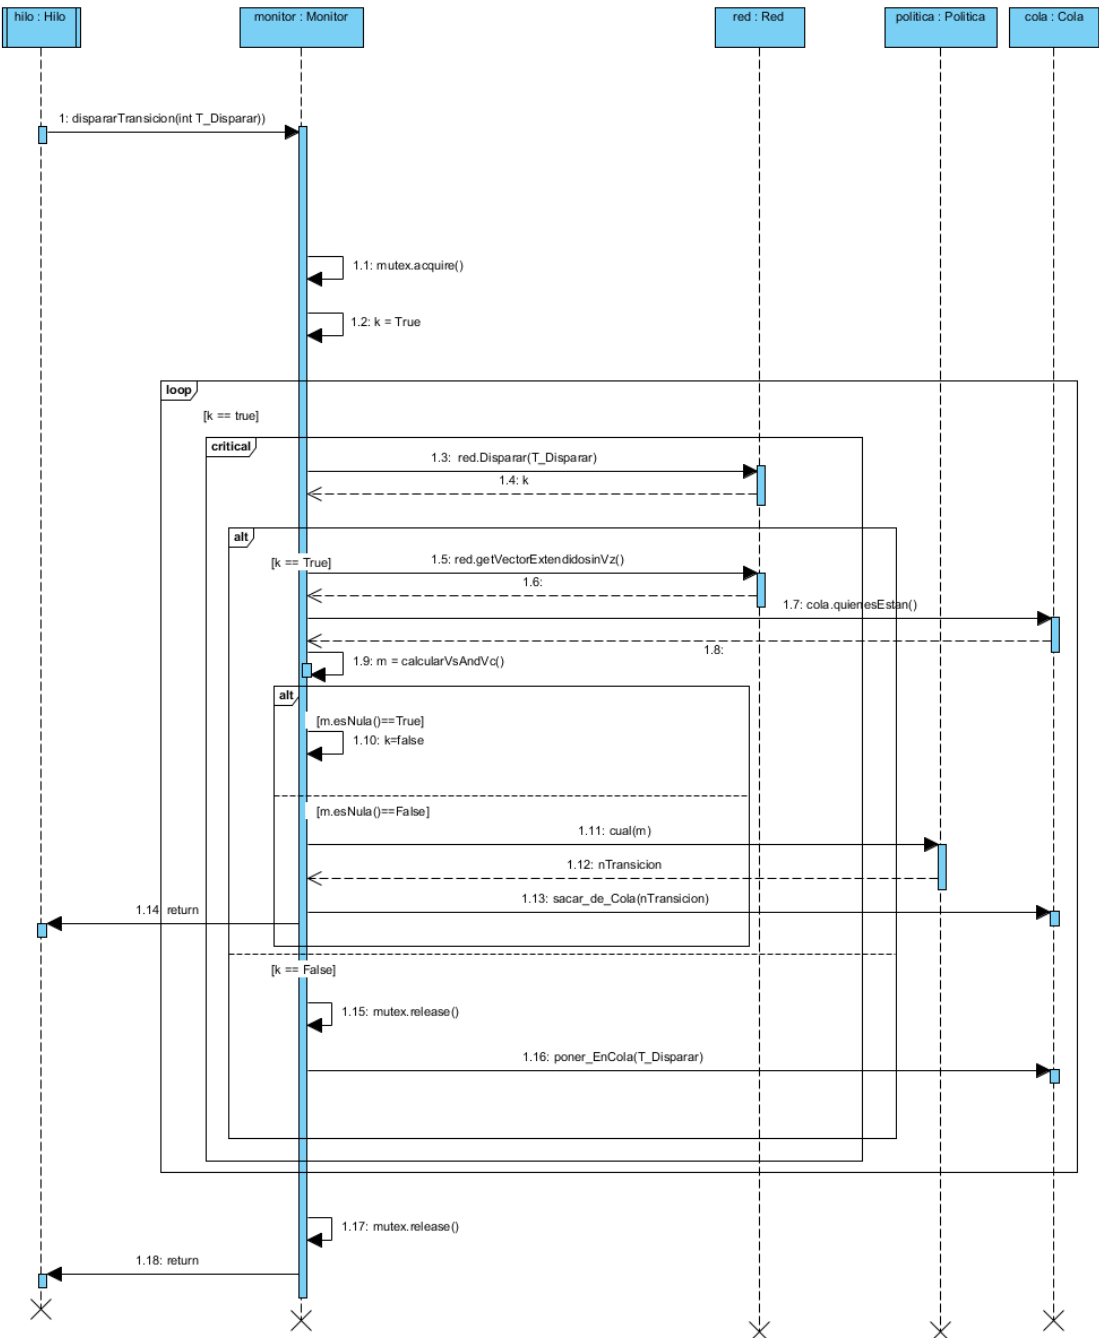 hilo : Hilo
monitor : Monitor
red : Red
politica : Politica
cola : Cola
1: dispararTransicion(int T_Disparar))
1.1: mutex.acquire()
1.2: k = True
loop
[k == true]
critical
1.3: red.Disparar(T_Disparar)
1.4: k
alt
[k == True]
1.5: red.getVectorExtendidosinVz()
1.6:
1.7: cola.quienesEstan()
1.8:
1.9: m = calcularVsAndVc()
alt
[m.esNula()==True]
1.10: k=false
[m.esNula()==False]
1.11: cual(m)
1.12: nTransicion
1.13: sacar_de_Cola(nTransicion)
1.14: return
[k == False]
1.15: mutex.release()
1.16: poner_EnCola(T_Disparar)
1.17: mutex.release()
1.18: return